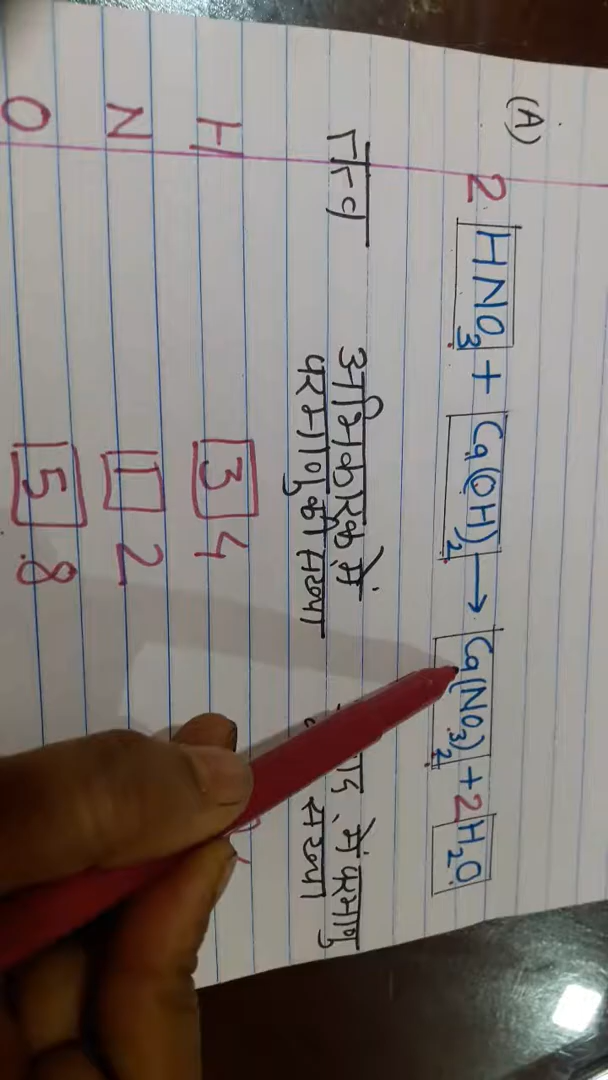 (A)
2 HNO₃ + Ca(OH)₂ → Ca(NO₃)₂ + 2H₂O
तत्व अभिकारक में परमाणु की संख्या में परमाणु संख्या
H 3 4
N 1 2
O 5 8